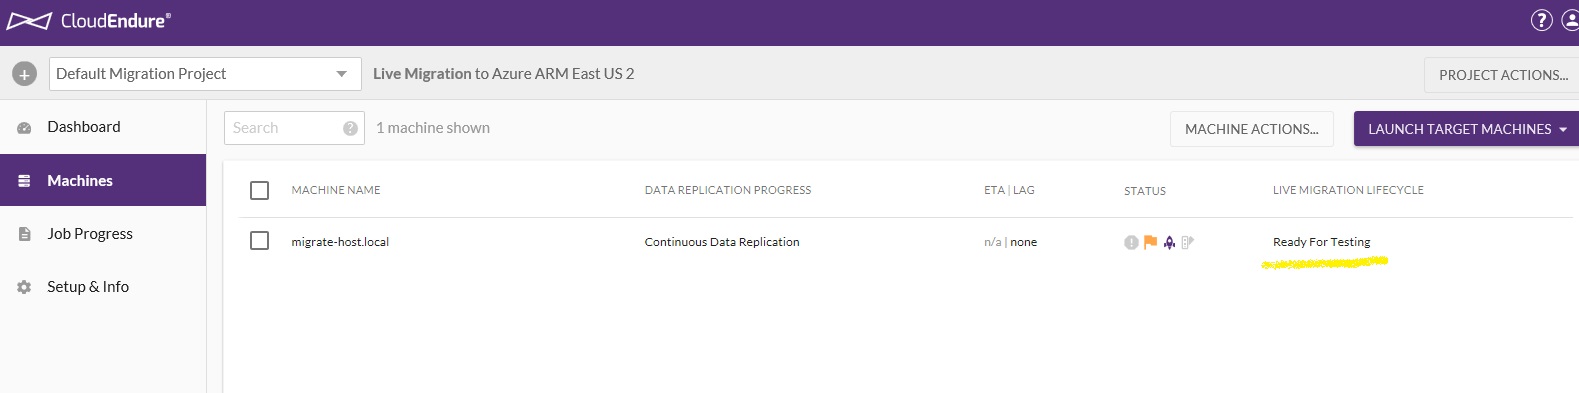 CloudEndure®
?
+
Default Migration Project
Live Migration to Azure ARM East US 2
PROJECT ACTIONS...
Dashboard
Machines
Job Progress
Setup & Info
Search ?
1 machine shown
MACHINE ACTIONS...
LAUNCH TARGET MACHINES
MACHINE NAME DATA REPLICATION PROGRESS ETA | LAG STATUS LIVE MIGRATION LIFECYCLE
migrate-host.local Continuous Data Replication n/a | none Ready For Testing